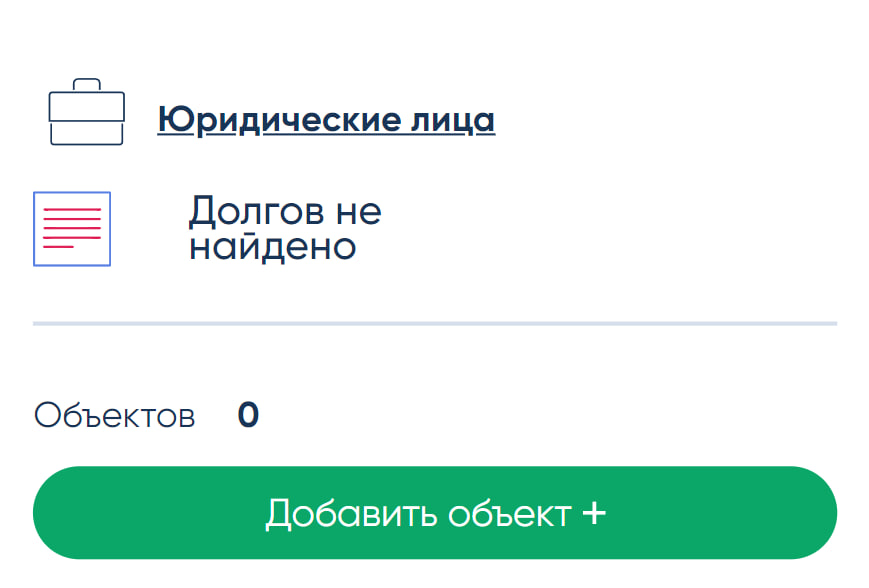 Юридические лица
Долгов не
найдено
Объектов 0
Добавить объект +